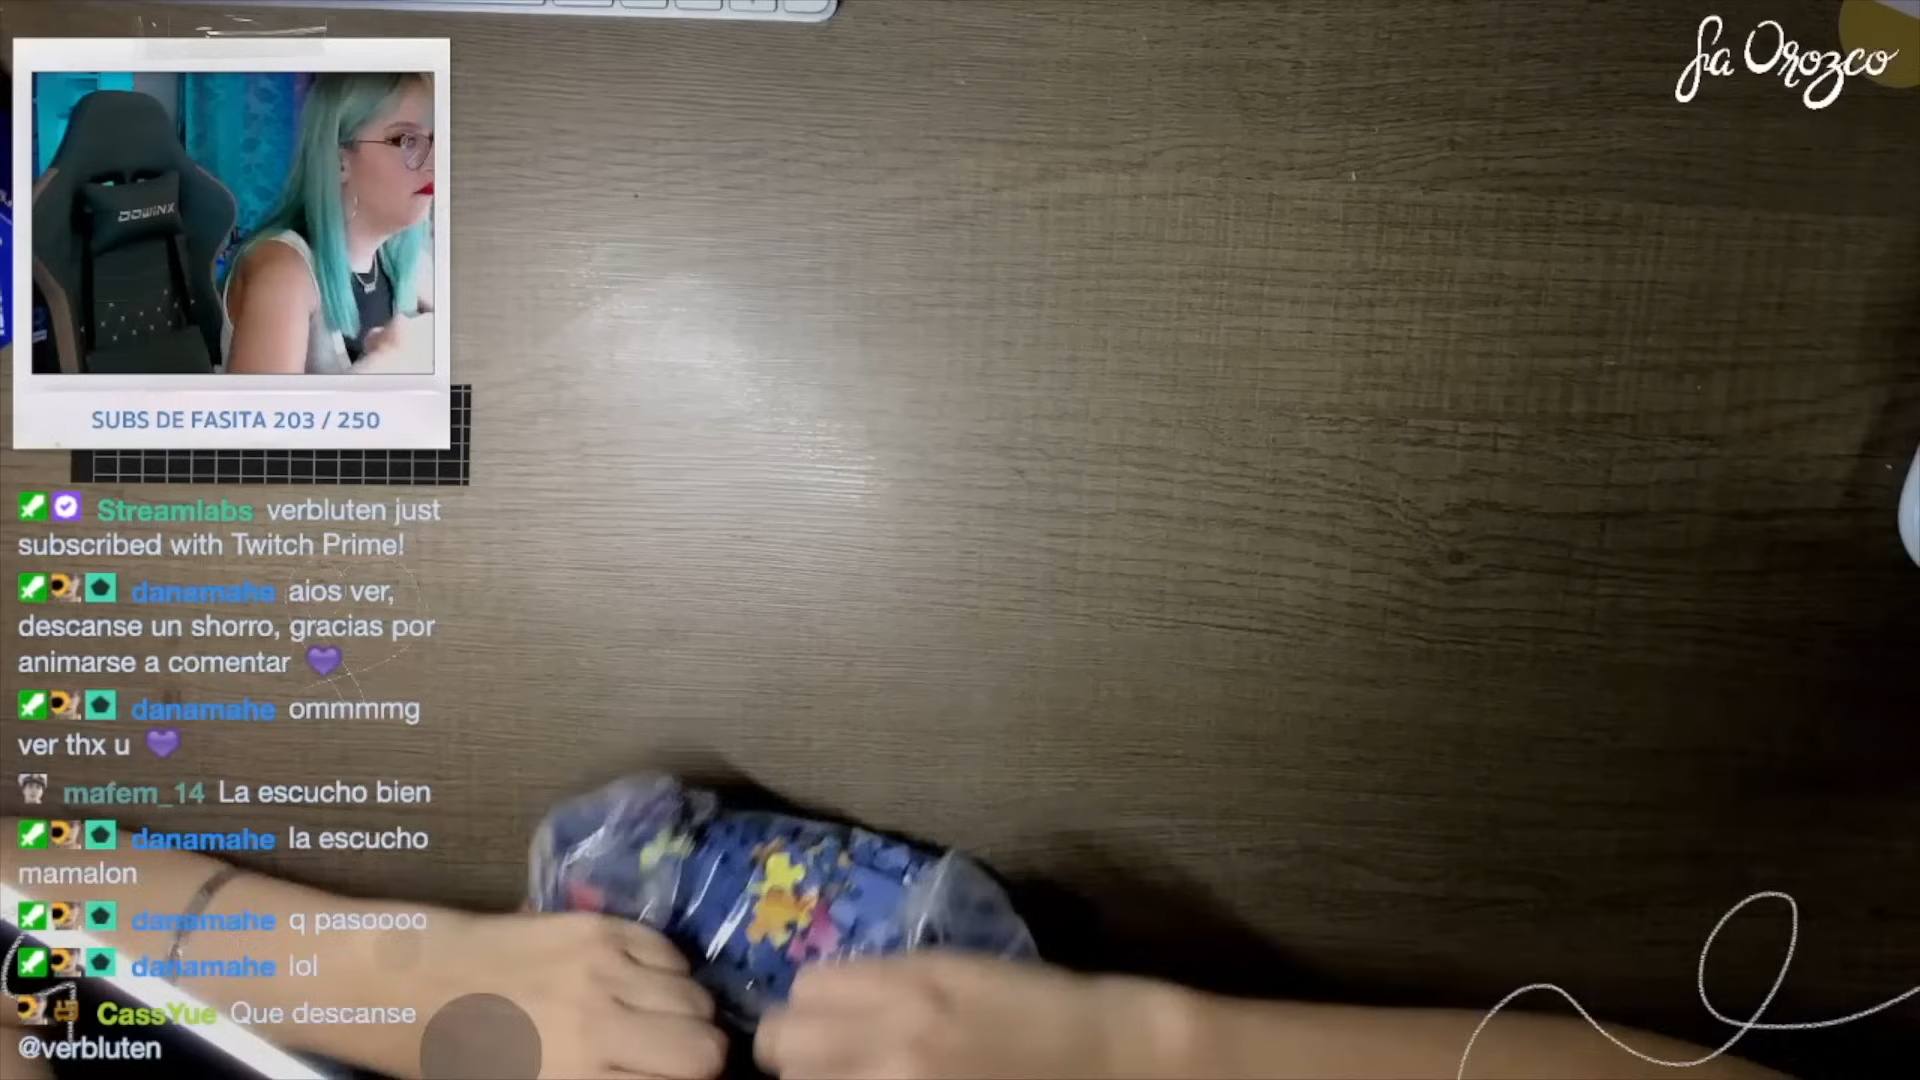 Fa Orozco
DOWINX
SUBS DE FASITA 203 / 250
Streamlabs verbluten just
subscribed with Twitch Prime!
danamahe aios ver,
descanse un shorro, gracias por
animarse a comentar
danamahe ommmmg
ver thx u
mafem_14 La escucho bien
danamahe la escucho
mamalon
danamahe q pasoooo
danamahe lol
CassYue Que descanse
@verbluten